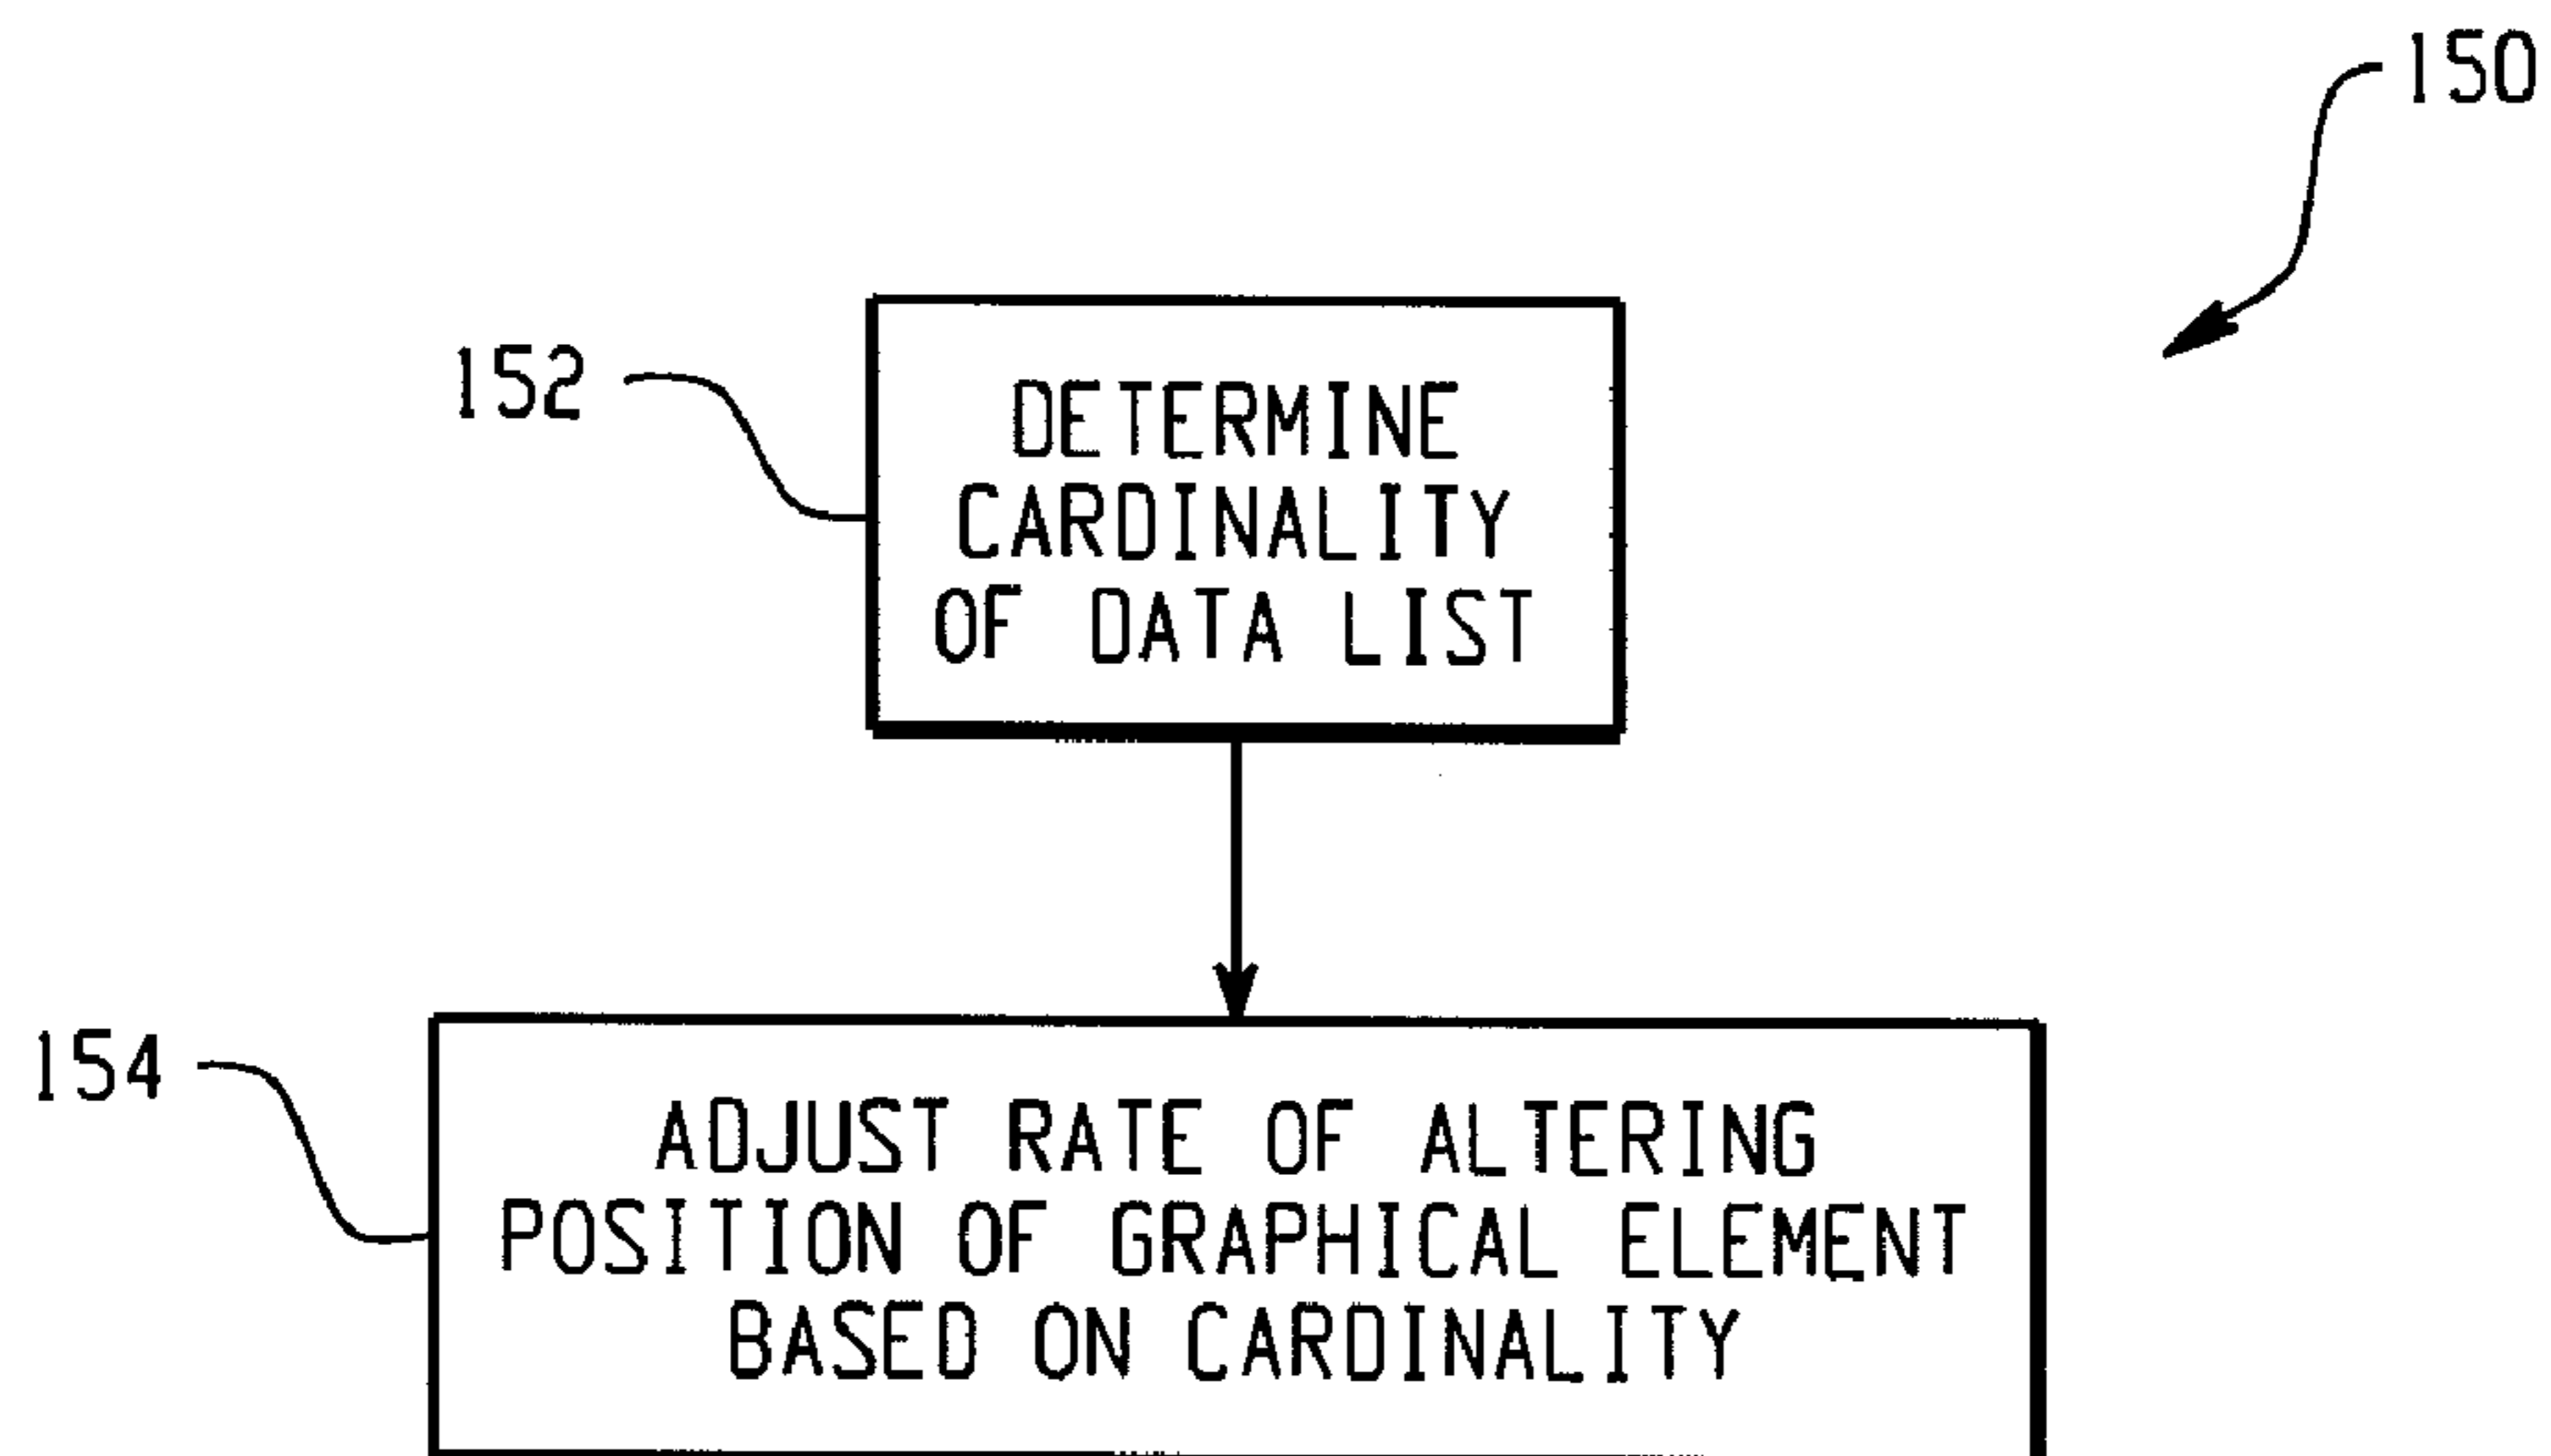 150
152
DETERMINE
CARDINALITY
OF DATA LIST
154
ADJUST RATE OF ALTERING
POSITION OF GRAPHICAL ELEMENT
BASED ON CARDINALITY